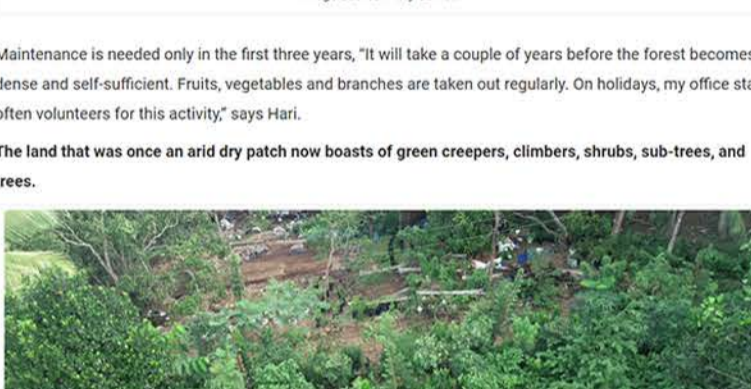 Maintenance is needed only in the first three years, "It will take a couple of years before the forest becomes
dense and self-sufficient. Fruits, vegetables and branches are taken out regularly. On holidays, my office sta
often volunteers for this activity," says Hari.
The land that was once an arid dry patch now boasts of green creepers, climbers, shrubs, sub-trees, and
trees.